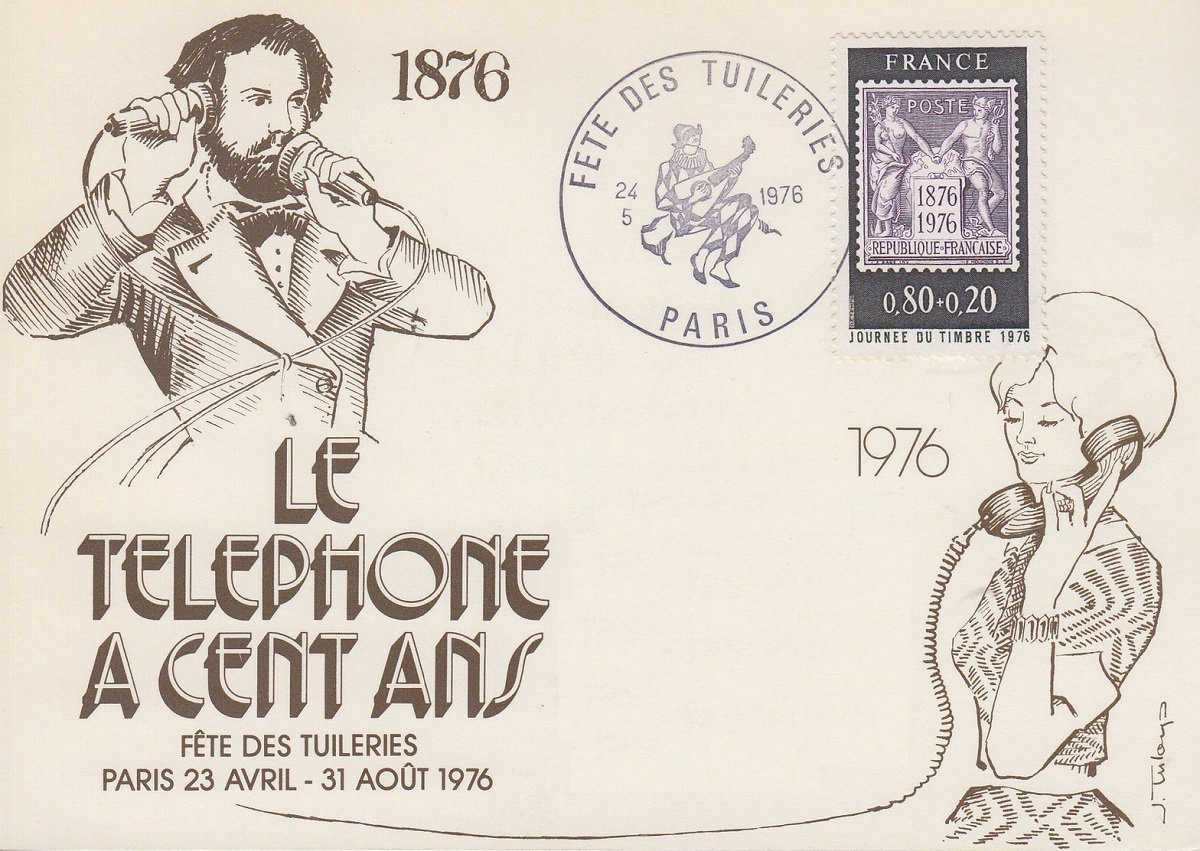 1876
FETE DES TUILERIES
24
5
1976
PARIS
FRANCE
POSTE
1876
1976
REPUBLIQUE FRANCAISE
0,80+0,20
JOURNEE DU TIMBRE 1976
1976
LE
TELEPHONE
A CENT ANS
FÊTE DES TUILERIES
PARIS 23 AVRIL - 31 AOÛT 1976